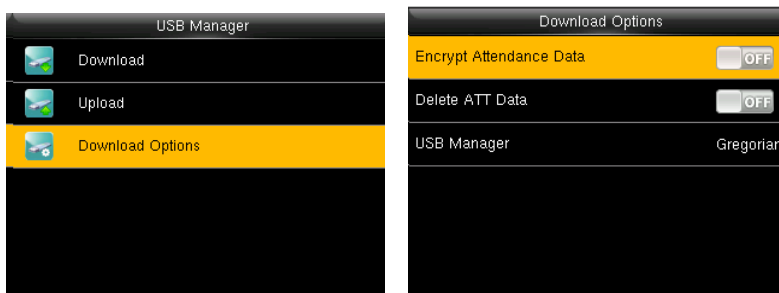 USB Manager
Download
Upload
Download Options
Download Options
Encrypt Attendance Data OFF
Delete ATT Data OFF
USB Manager Gregorian